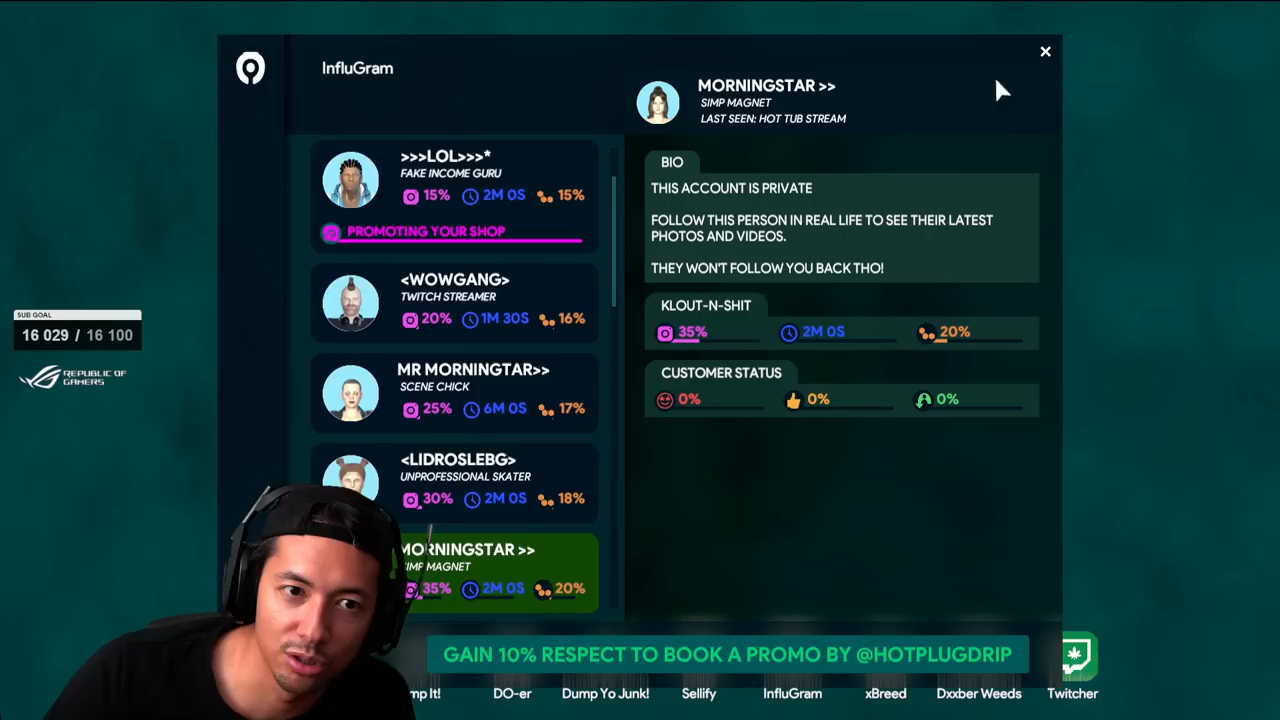 InfluGram
MORNINGSTAR >>
SIMP MAGNET
LAST SEEN: HOT TUB STREAM
>>>LOL>>>*
FAKE INCOME GURU
15% 2M 0S 15%
PROMOTING YOUR SHOP
<WOWGANG>
TWITCH STREAMER
20% 1M 30S 16%
MR MORNINGTAR>>
SCENE CHICK
25% 6M 0S 17%
<LIDROSLEBG>
UNPROFESSIONAL SKATER
30% 2M 0S 18%
MORNINGSTAR >>
SIMP MAGNET
35% 2M 0S 20%
BIO
THIS ACCOUNT IS PRIVATE
FOLLOW THIS PERSON IN REAL LIFE TO SEE THEIR LATEST
PHOTOS AND VIDEOS.
THEY WON'T FOLLOW YOU BACK THO!
KLOUT-N-SHIT
35% 2M 0S 20%
CUSTOMER STATUS
0% 0% 0%
SUB GOAL
16 029 / 16 100
REPUBLIC OF
GAMERS
GAIN 10% RESPECT TO BOOK A PROMO BY @HOTPLUGDRIP
mp It! DO-er Dump Yo Junk! Sellify InfluGram xBreed Dxxber Weeds Twitcher